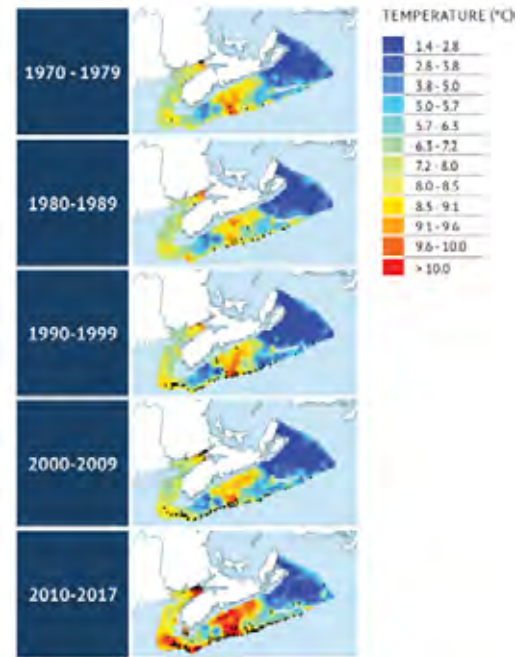 TEMPERATURE (°C)
1.4 - 2.8
2.8 - 3.8
3.8 - 5.0
5.0 - 5.7
5.7 - 6.3
6.3 - 7.2
7.2 - 8.0
8.0 - 8.5
8.5 - 9.1
9.1 - 9.6
9.6 - 10.0
> 10.0
1970 - 1979
1980-1989
1990-1999
2000-2009
2010-2017